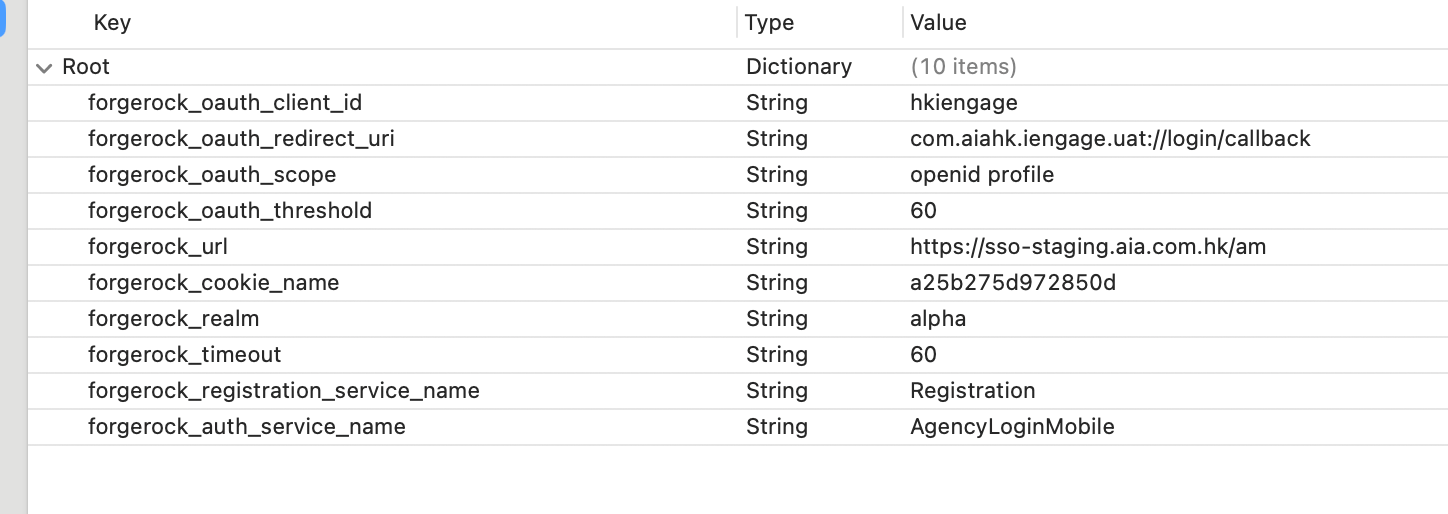 Key Type Value
Root Dictionary (10 items)
forgerock_oauth_client_id String hkiengage
forgerock_oauth_redirect_uri String com.aiahk.iengage.uat://login/callback
forgerock_oauth_scope String openid profile
forgerock_oauth_threshold String 60
forgerock_url String https://sso-staging.aia.com.hk/am
forgerock_cookie_name String a25b275d972850d
forgerock_realm String alpha
forgerock_timeout String 60
forgerock_registration_service_name String Registration
forgerock_auth_service_name String AgencyLoginMobile